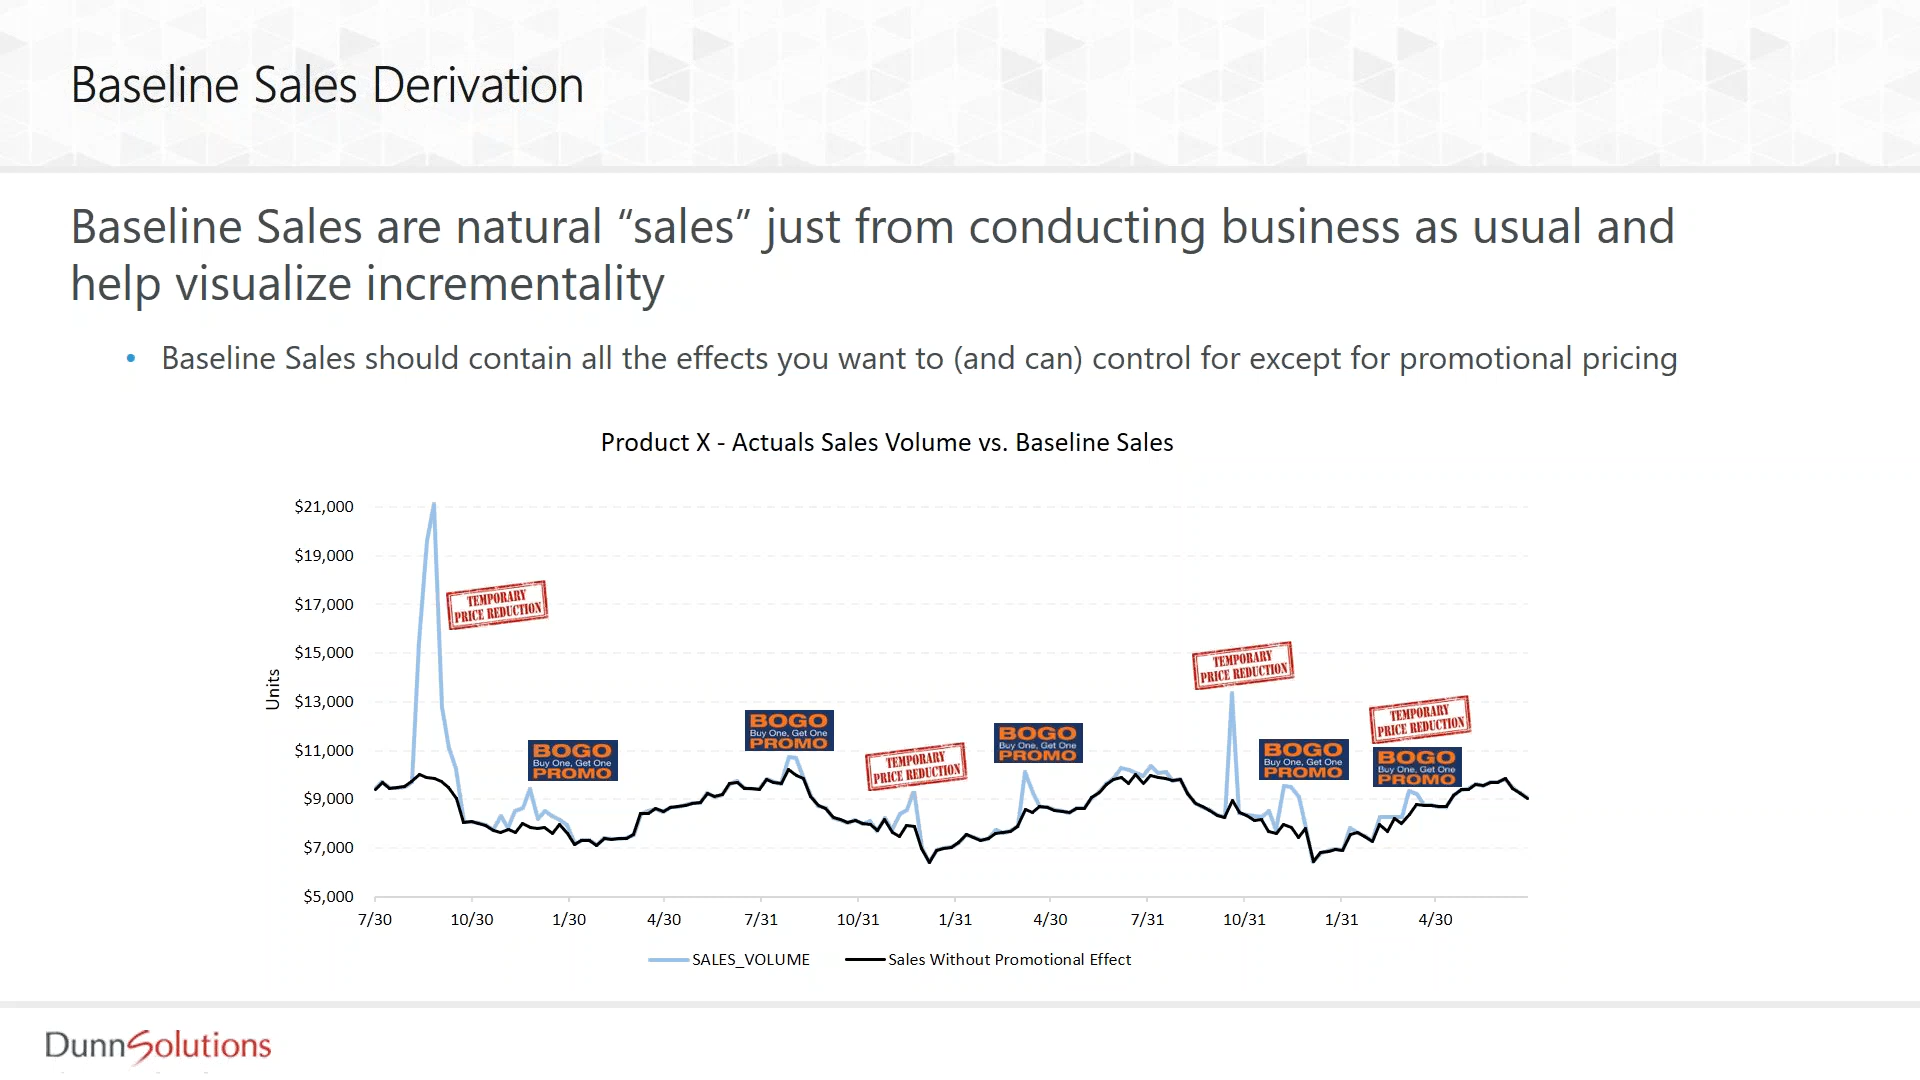 Baseline Sales Derivation
Baseline Sales are natural “sales” just from conducting business as usual and
help visualize incrementality
• Baseline Sales should contain all the effects you want to (and can) control for except for promotional pricing
Product X - Actuals Sales Volume vs. Baseline Sales
Units
$21,000
$19,000
$17,000
$15,000
$13,000
$11,000
$9,000
$7,000
$5,000
TEMPORARY
PRICE REDUCTION
BOGO
Buy One, Get One
PROMO
BOGO
Buy One, Get One
PROMO
TEMPORARY
PRICE REDUCTION
BOGO
Buy One, Get One
PROMO
TEMPORARY
PRICE REDUCTION
BOGO
Buy One, Get One
PROMO
TEMPORARY
PRICE REDUCTION
BOGO
Buy One, Get One
PROMO
7/30 10/30 1/30 4/30 7/31 10/31 1/31 4/30 7/31 10/31 1/31 4/30
SALES_VOLUME Sales Without Promotional Effect
DunnSolutions